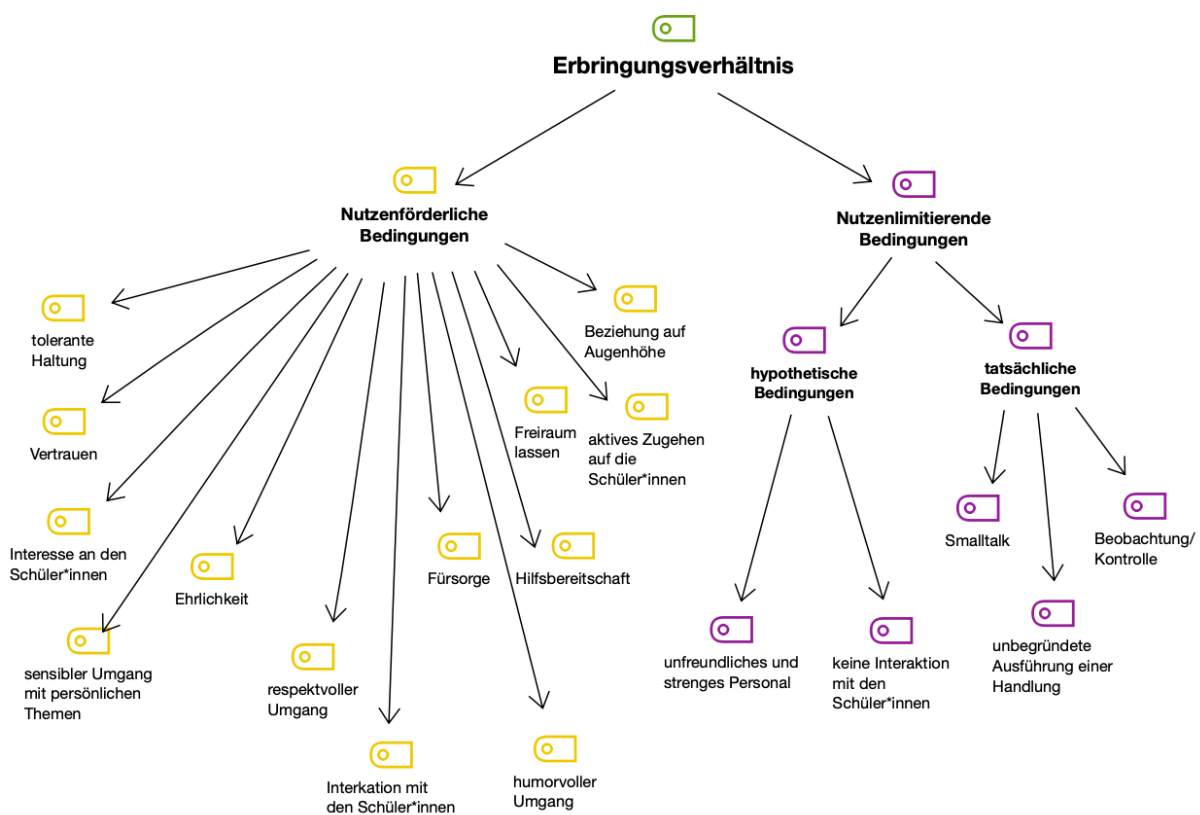 Erbringungsverhältnis
Nutzenförderliche
Bedingungen
Nutzenlimitierende
Bedingungen
tolerante
Haltung
Beziehung auf
Augenhöhe
hypothetische
Bedingungen
tatsächliche
Bedingungen
Vertrauen
Freiraum
lassen
aktives Zugehen
auf die
Schüler*innen
Interesse an den
Schüler*innen
Ehrlichkeit
Fürsorge
Hilfsbereitschaft
Smalltalk
Beobachtung/
Kontrolle
sensibler Umgang
mit persönlichen
Themen
respektvoller
Umgang
unfreundliches und
strenges Personal
keine Interaktion
mit den
Schüler*innen
unbegründete
Ausführung einer
Handlung
Interkation mit
den Schüler*innen
humorvoller
Umgang